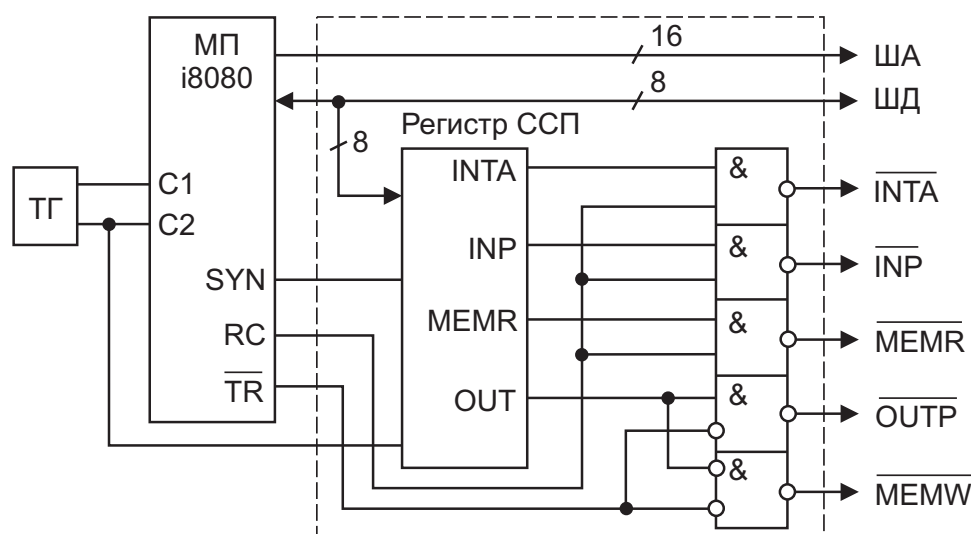 МП
i8080
16
ША
8
ШД
8
Регистр ССП
ТГ
C1
C2
SYN
RC
TR
INTA
INP
MEMR
OUT
&
&
&
&
&
INTA
INP
MEMR
OUTP
MEMW